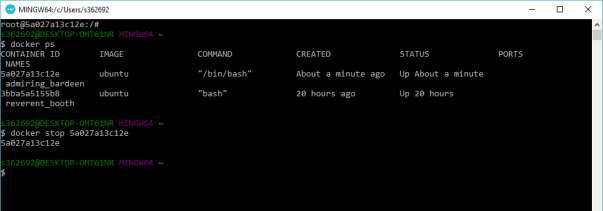 MINGW64:/c/Users/s362692
root@5a027a13c12e:/#
s362692@DESKTOP-OMT61NR MINGW64 ~
$ docker ps
CONTAINER ID IMAGE COMMAND CREATED STATUS PORTS
NAMES
5a027a13c12e ubuntu "/bin/bash" About a minute ago Up About a minute
admiring_bardeen
3bba5a5155b8 ubuntu "bash" 20 hours ago Up 20 hours
reverent_booth
s362692@DESKTOP-OMT61NR MINGW64 ~
$ docker stop 5a027a13c12e
5a027a13c12e
s362692@DESKTOP-OMT61NR MINGW64 ~
$